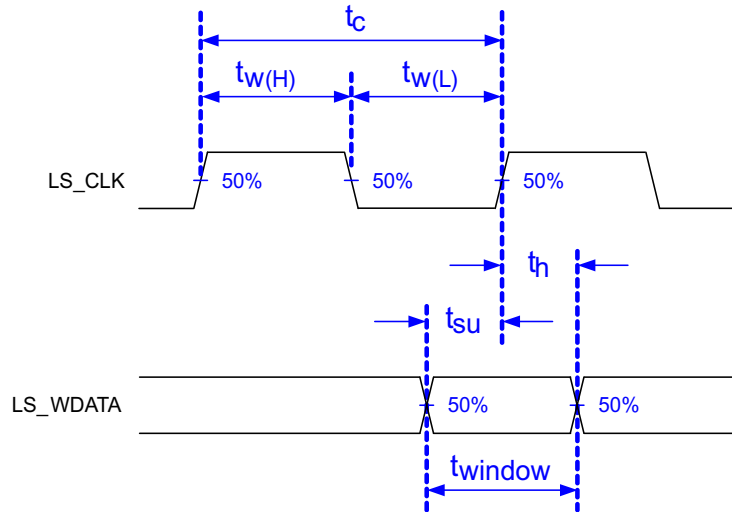 tc
tw(H) tw(L)
LS_CLK 50% 50% 50%
th
tsu
LS_WDATA 50% 50%
twindow